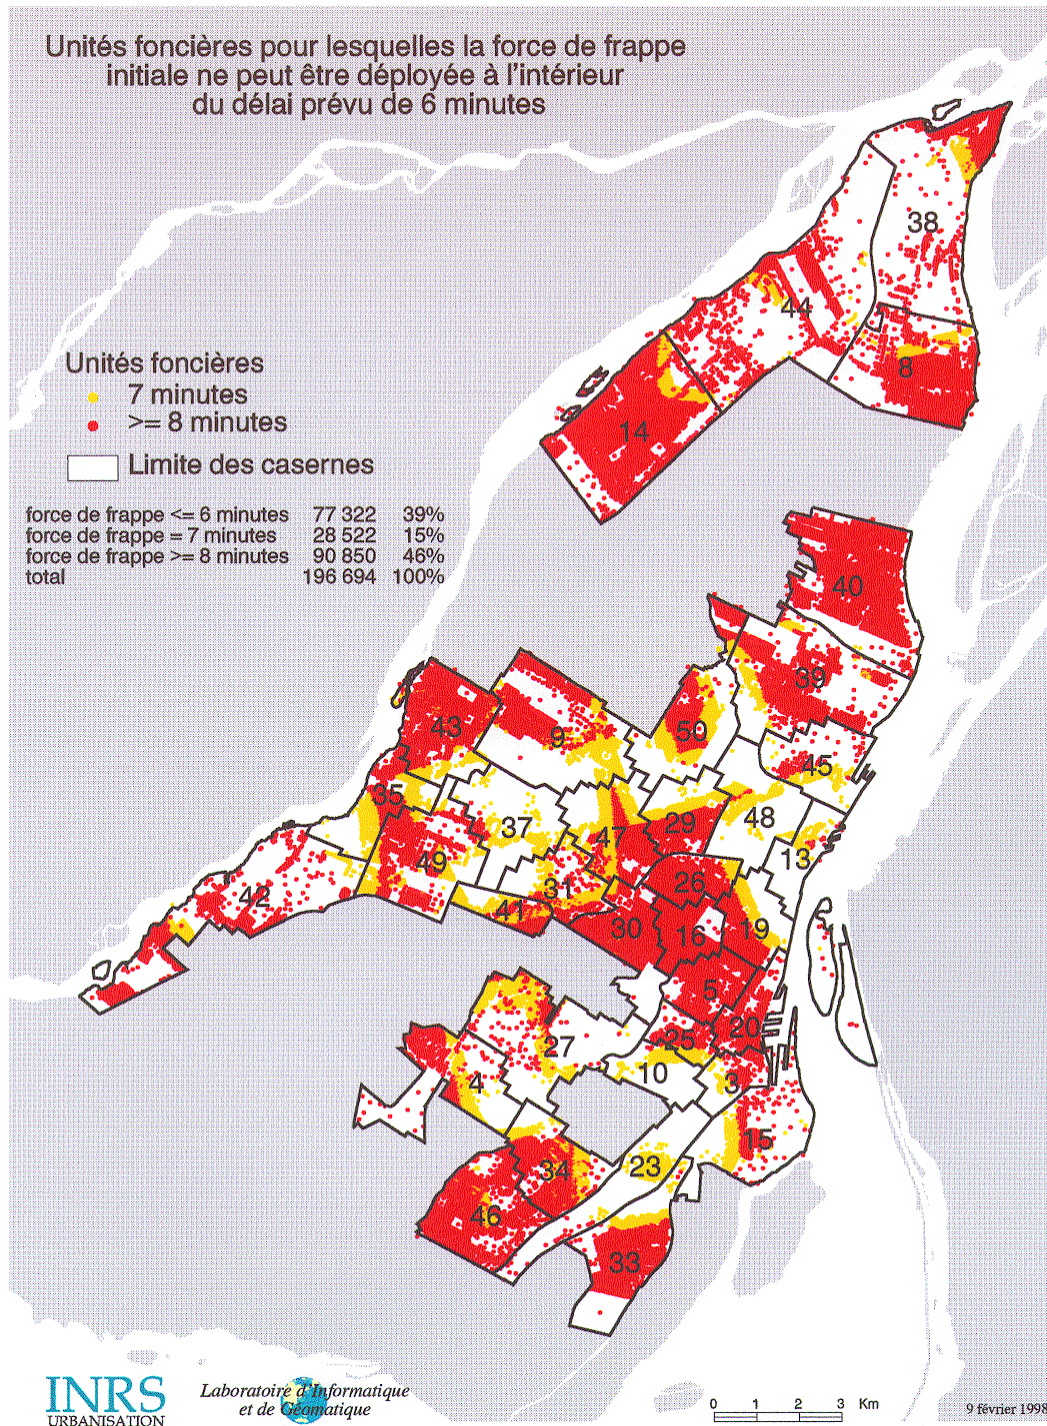 Unités foncières pour lesquelles la force de frappe
initiale ne peut être déployée à l'intérieur
du délai prévu de 6 minutes
38
44
8
Unités foncières
7 minutes
>= 8 minutes
Limite des casernes
14
force de frappe <= 6 minutes 77 322 39%
force de frappe = 7 minutes 28 522 15%
force de frappe >= 8 minutes 90 850 46%
total 196 694 100%
40
39
43
9
50
45
35
37
47
29
48
49
13
31
26
42
41
30
16
19
5
20
27
25
10
4
3
15
34
23
46
33
INRS
URBANISATION
Laboratoire d'Informatique
et de Géomatique
0 1 2 3 Km
9 février 1998